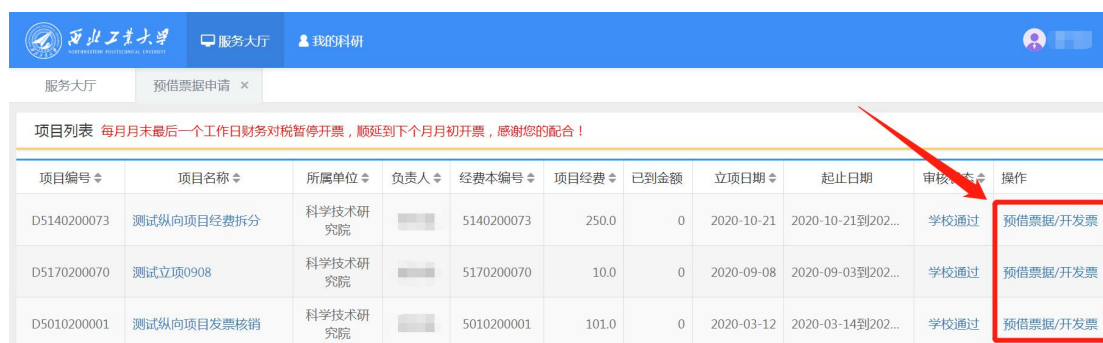 西北工业大学 服务大厅 我的科研
NORTHWESTERN POLYTECHNICAL UNIVERSITY
服务大厅 预借票据申请 ×
项目列表 每月月末最后一个工作日财务对税暂停开票，顺延到下个月月初开票，感谢您的配合！
项目编号 项目名称 所属单位 负责人 经费本编号 项目经费 已到金额 立项日期 起止日期 审核状态 操作
D5140200073 测试纵向项目经费拆分 科学技术研 5140200073 250.0 0 2020-10-21 2020-10-21到202... 学校通过 预借票据/开发票
究院
D5170200070 测试立项0908 科学技术研 5170200070 10.0 0 2020-09-08 2020-09-03到202... 学校通过 预借票据/开发票
究院
D5010200001 测试纵向项目发票核销 科学技术研 5010200001 101.0 0 2020-03-12 2020-03-14到202... 学校通过 预借票据/开发票
究院